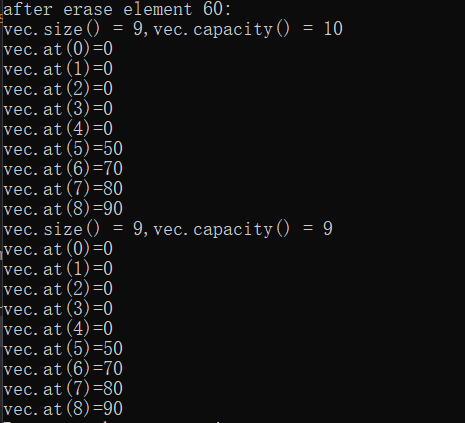 after erase element 60:
vec.size() = 9,vec.capacity() = 10
vec.at(0)=0
vec.at(1)=0
vec.at(2)=0
vec.at(3)=0
vec.at(4)=0
vec.at(5)=50
vec.at(6)=70
vec.at(7)=80
vec.at(8)=90
vec.size() = 9,vec.capacity() = 9
vec.at(0)=0
vec.at(1)=0
vec.at(2)=0
vec.at(3)=0
vec.at(4)=0
vec.at(5)=50
vec.at(6)=70
vec.at(7)=80
vec.at(8)=90